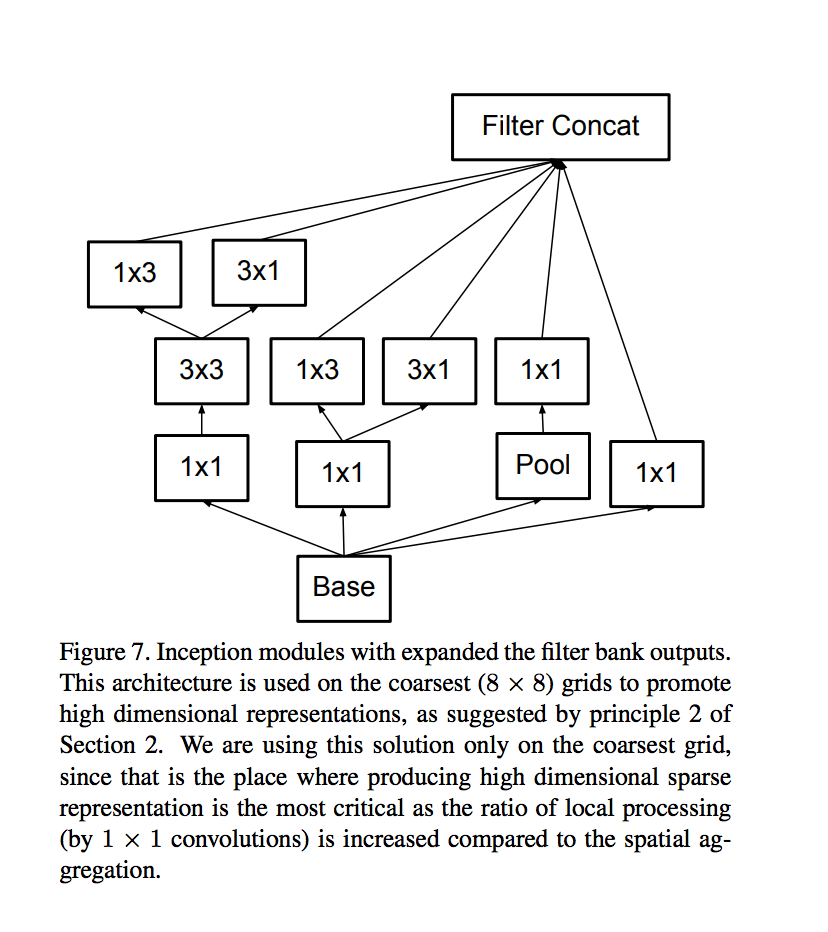 Filter Concat
1x3
3x1
3x3
1x3
3x1
1x1
1x1
1x1
Pool
1x1
Base
Figure 7. Inception modules with expanded the filter bank outputs.
This architecture is used on the coarsest (8 × 8) grids to promote
high dimensional representations, as suggested by principle 2 of
Section 2. We are using this solution only on the coarsest grid,
since that is the place where producing high dimensional sparse
representation is the most critical as the ratio of local processing
(by 1 × 1 convolutions) is increased compared to the spatial ag-
gregation.